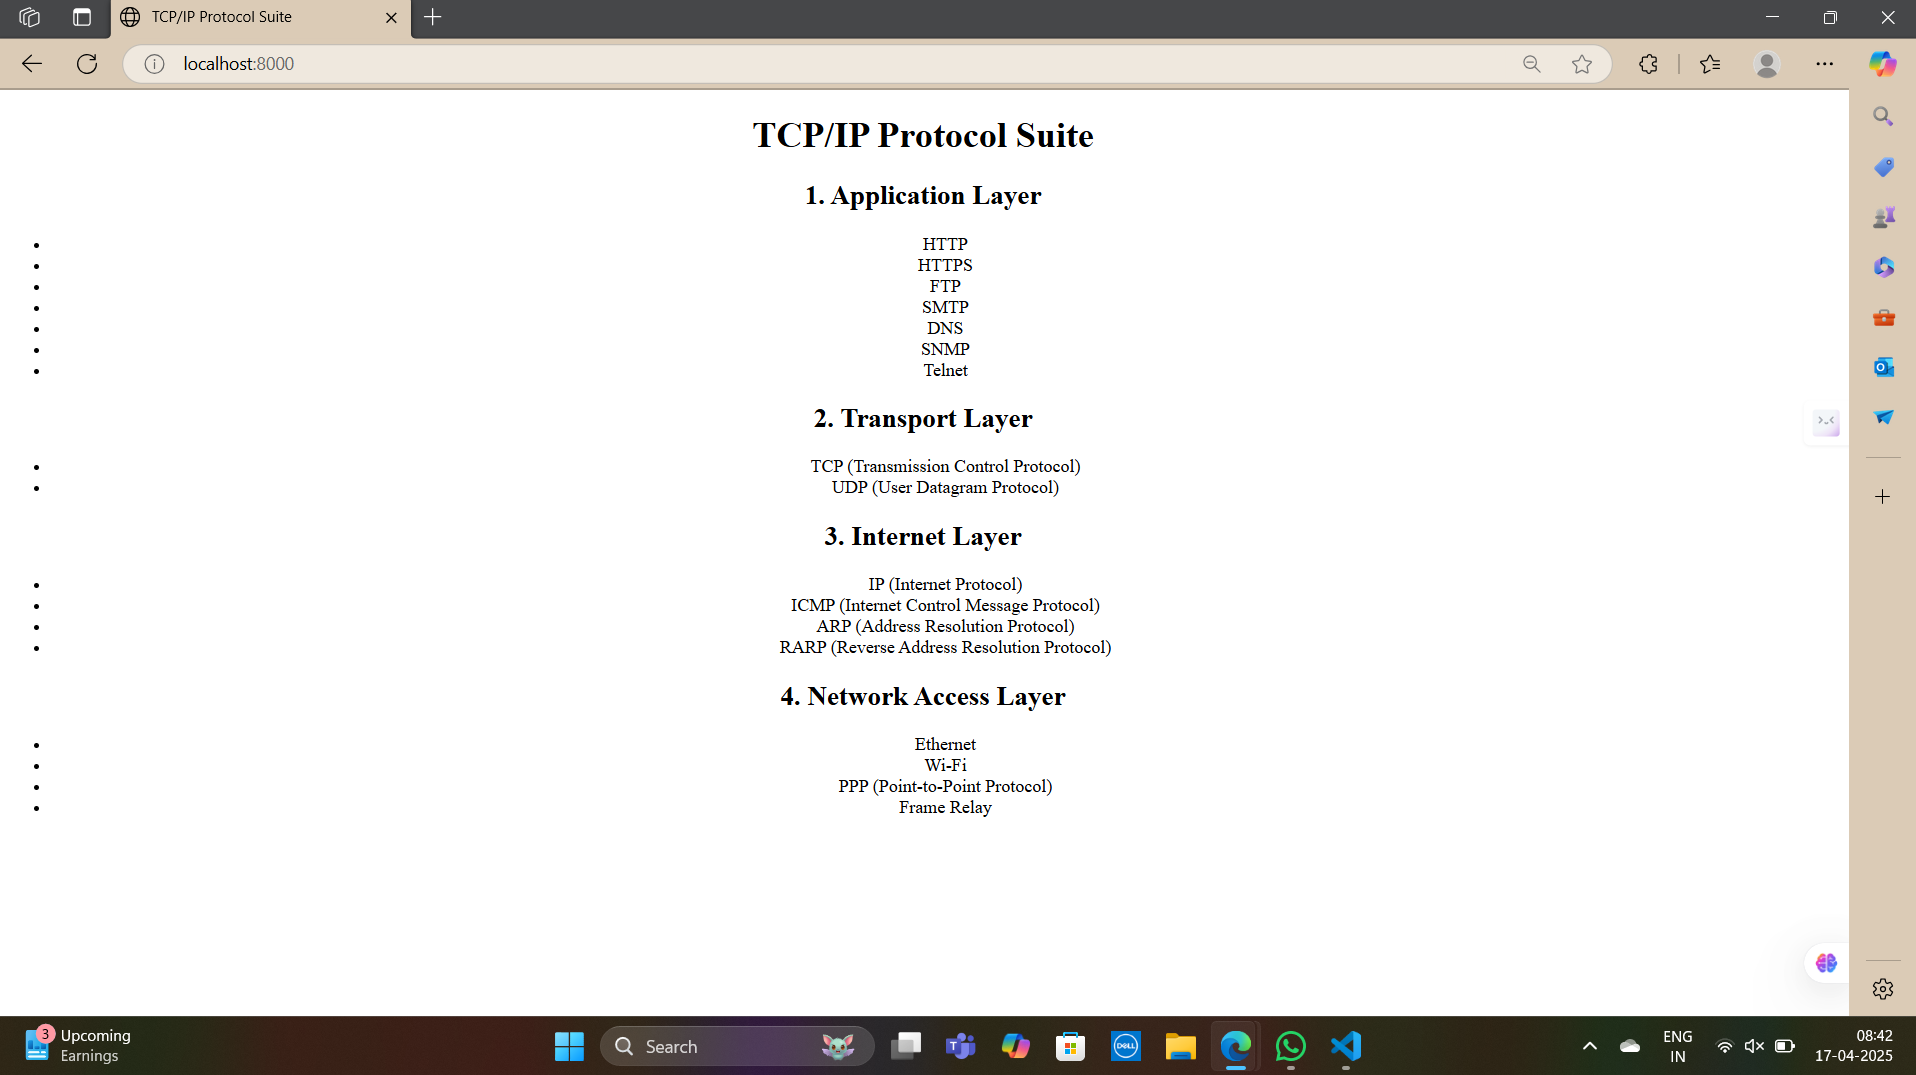 TCP/IP Protocol Suite
localhost:8000
TCP/IP Protocol Suite
1. Application Layer
• HTTP
• HTTPS
• FTP
• SMTP
• DNS
• SNMP
• Telnet
2. Transport Layer
• TCP (Transmission Control Protocol)
• UDP (User Datagram Protocol)
3. Internet Layer
• IP (Internet Protocol)
• ICMP (Internet Control Message Protocol)
• ARP (Address Resolution Protocol)
• RARP (Reverse Address Resolution Protocol)
4. Network Access Layer
• Ethernet
• Wi-Fi
• PPP (Point-to-Point Protocol)
• Frame Relay
3
Upcoming
Earnings
Search
DELL
ENG
IN
08:42
17-04-2025